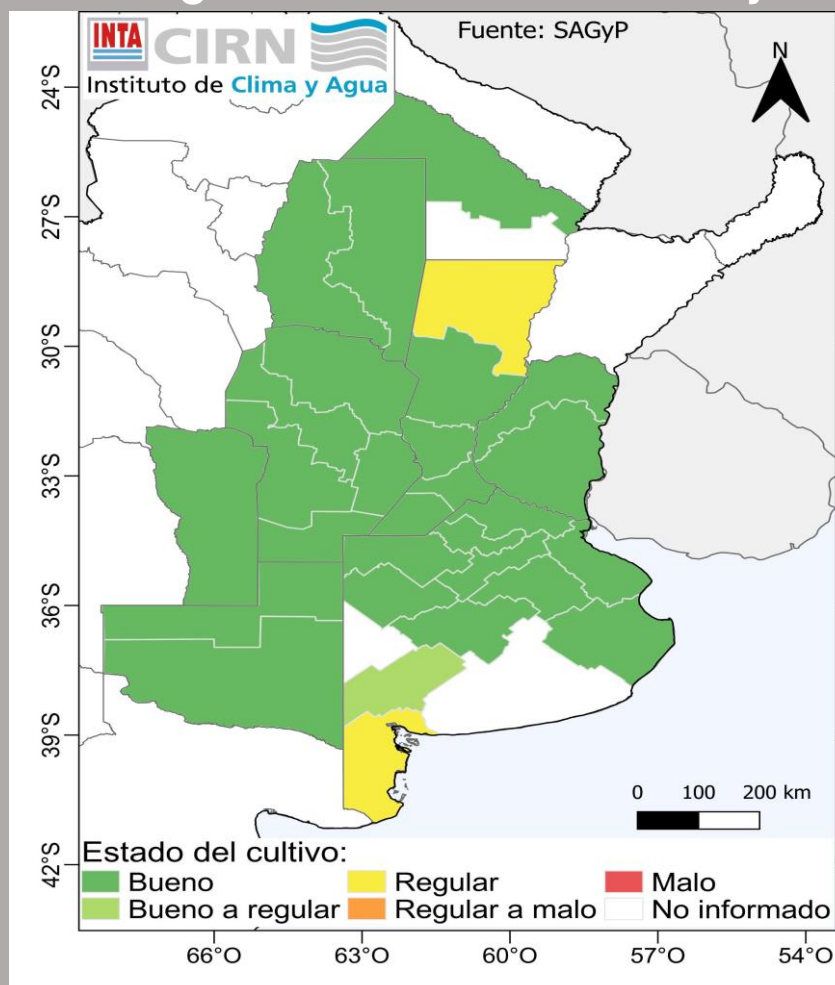 INTA CIRN
Instituto de Clima y Agua
Fuente: SAGyP
N
24°S
27°S
30°S
33°S
36°S
39°S
42°S
0 100 200 km
Estado del cultivo:
Bueno Regular Malo
Bueno a regular Regular a malo No informado
66°O 63°O 60°O 57°O 54°O